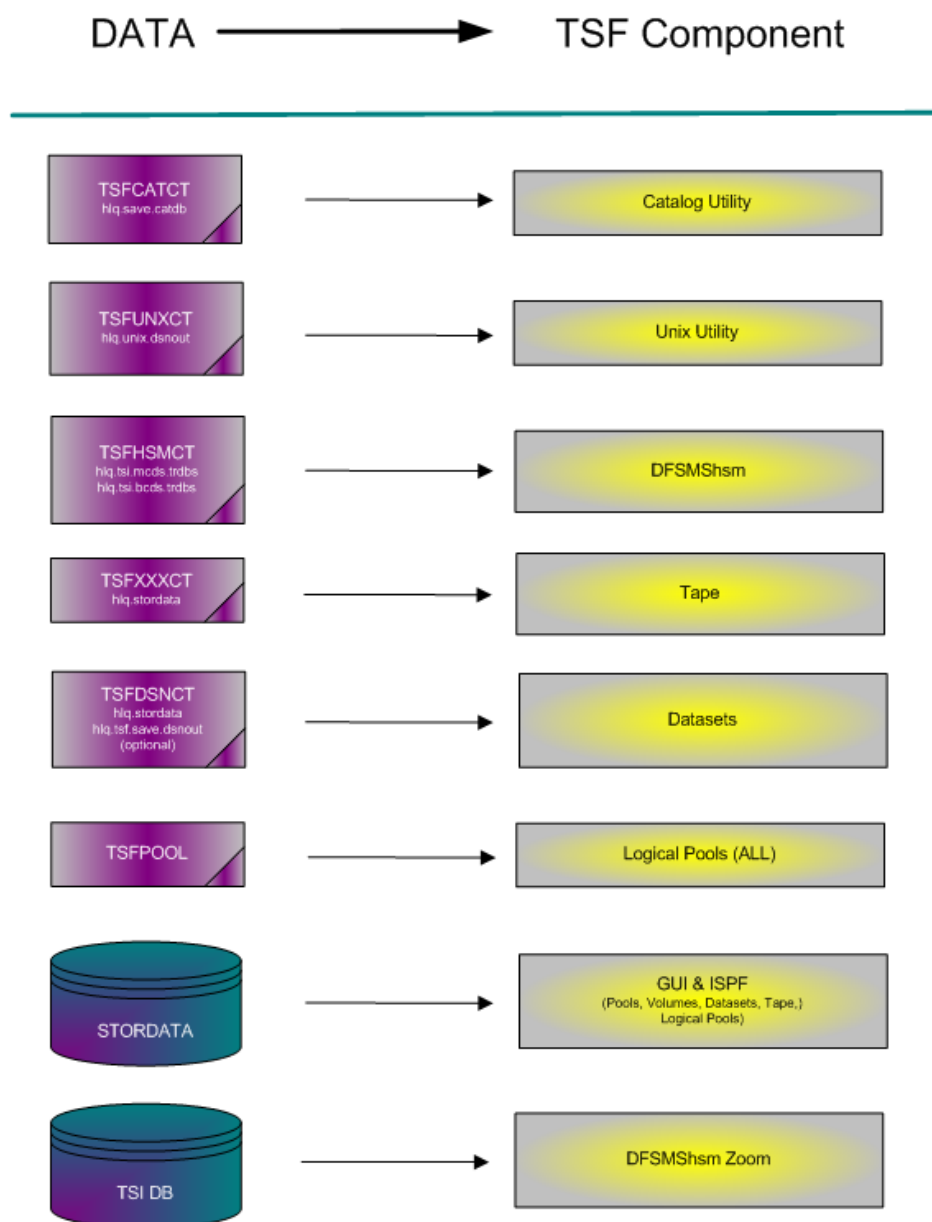 DATA TSF Component
TSFCATCT
hlq.save.catdb
Catalog Utility
TSFUNXCT
hlq.unix.dsnout
Unix Utility
TSFHSMCT
hlq.tsi.mcds.trdbs
hlq.tsi.bcds.trdbs
DFSMShsm
TSFXXXCT
hlq.stordata
Tape
TSFDSNCT
hlq.stordata
hlq.tsf.save.dsnout
(optional)
Datasets
TSFPOOL
Logical Pools (ALL)
STORDATA
GUI & ISPF
(Pools, Volumes, Datasets, Tape,}
Logical Pools)
TSI DB
DFSMShsm Zoom